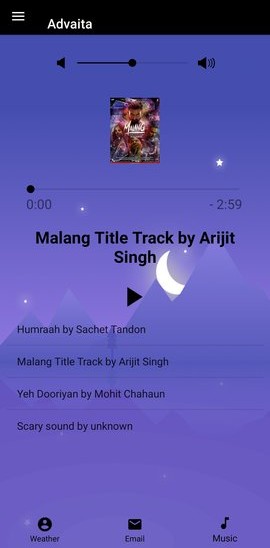 Advaita
MALANG
0:00
- 2:59
Malang Title Track by Arijit
Singh
Humraah by Sachet Tandon
Malang Title Track by Arijit Singh
Yeh Dooriyan by Mohit Chahaun
Scary sound by unknown
Weather
Email
Music